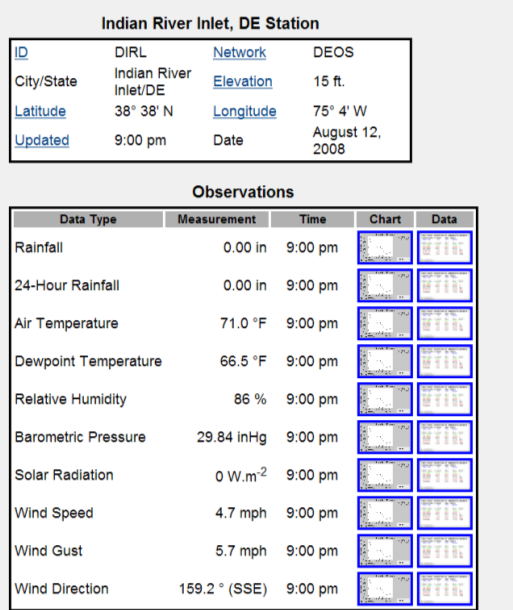 Indian River Inlet, DE Station
ID DIRL Network DEOS
City/State Indian River Inlet/DE Elevation 15 ft.
Latitude 38° 38' N Longitude 75° 4' W
Updated 9:00 pm Date August 12, 2008
Observations
Data Type Measurement Time Chart Data
Rainfall 0.00 in 9:00 pm
24-Hour Rainfall 0.00 in 9:00 pm
Air Temperature 71.0 °F 9:00 pm
Dewpoint Temperature 66.5 °F 9:00 pm
Relative Humidity 86 % 9:00 pm
Barometric Pressure 29.84 inHg 9:00 pm
Solar Radiation 0 W.m-2 9:00 pm
Wind Speed 4.7 mph 9:00 pm
Wind Gust 5.7 mph 9:00 pm
Wind Direction 159.2 ° (SSE) 9:00 pm